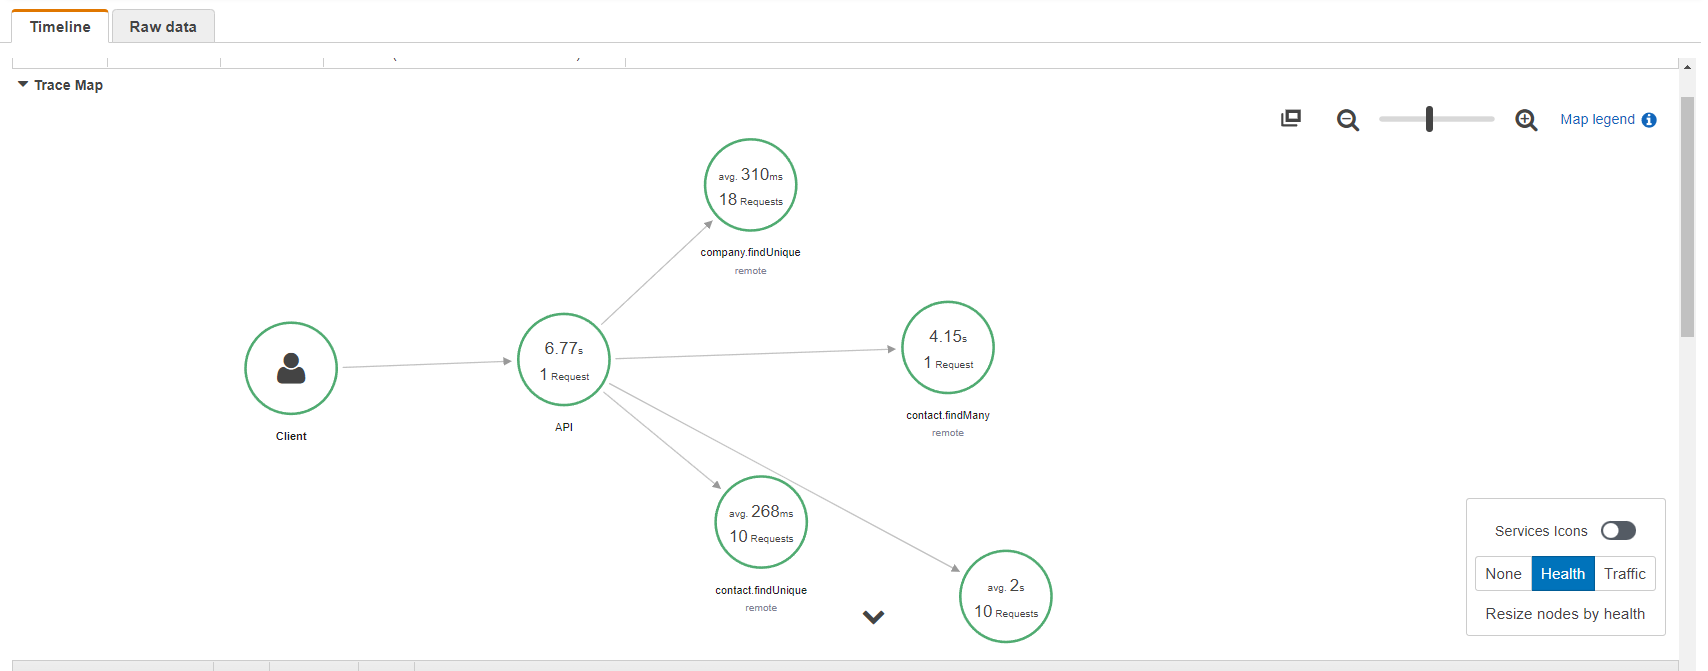 Timeline
Raw data
Trace Map
Map legend
avg. 310ms
18 Requests
company.findUnique
remote
4.15s
1 Request
contact.findMany
remote
6.77s
1 Request
API
Client
avg. 268ms
10 Requests
contact.findUnique
remote
avg. 2s
10 Requests
Services Icons
None Health Traffic
Resize nodes by health